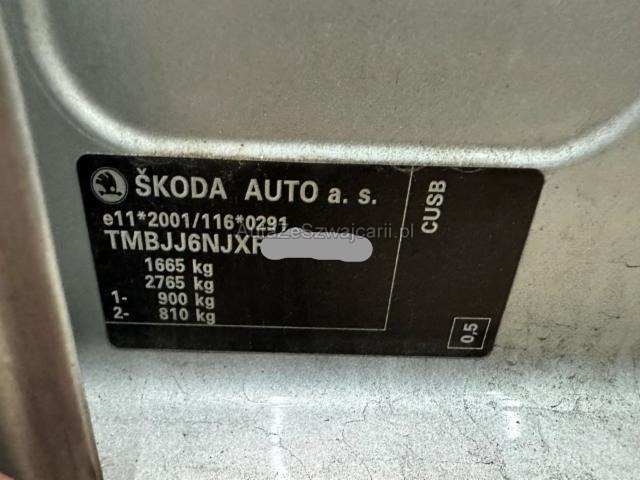 ŠKODA AUTO a. s.
e11*2001/116*0291
TMBJJ6NJXF
1665 kg
2765 kg
1- 900 kg
2- 810 kg
CUSB
0,5
AutaZeSzwajcarii.pl